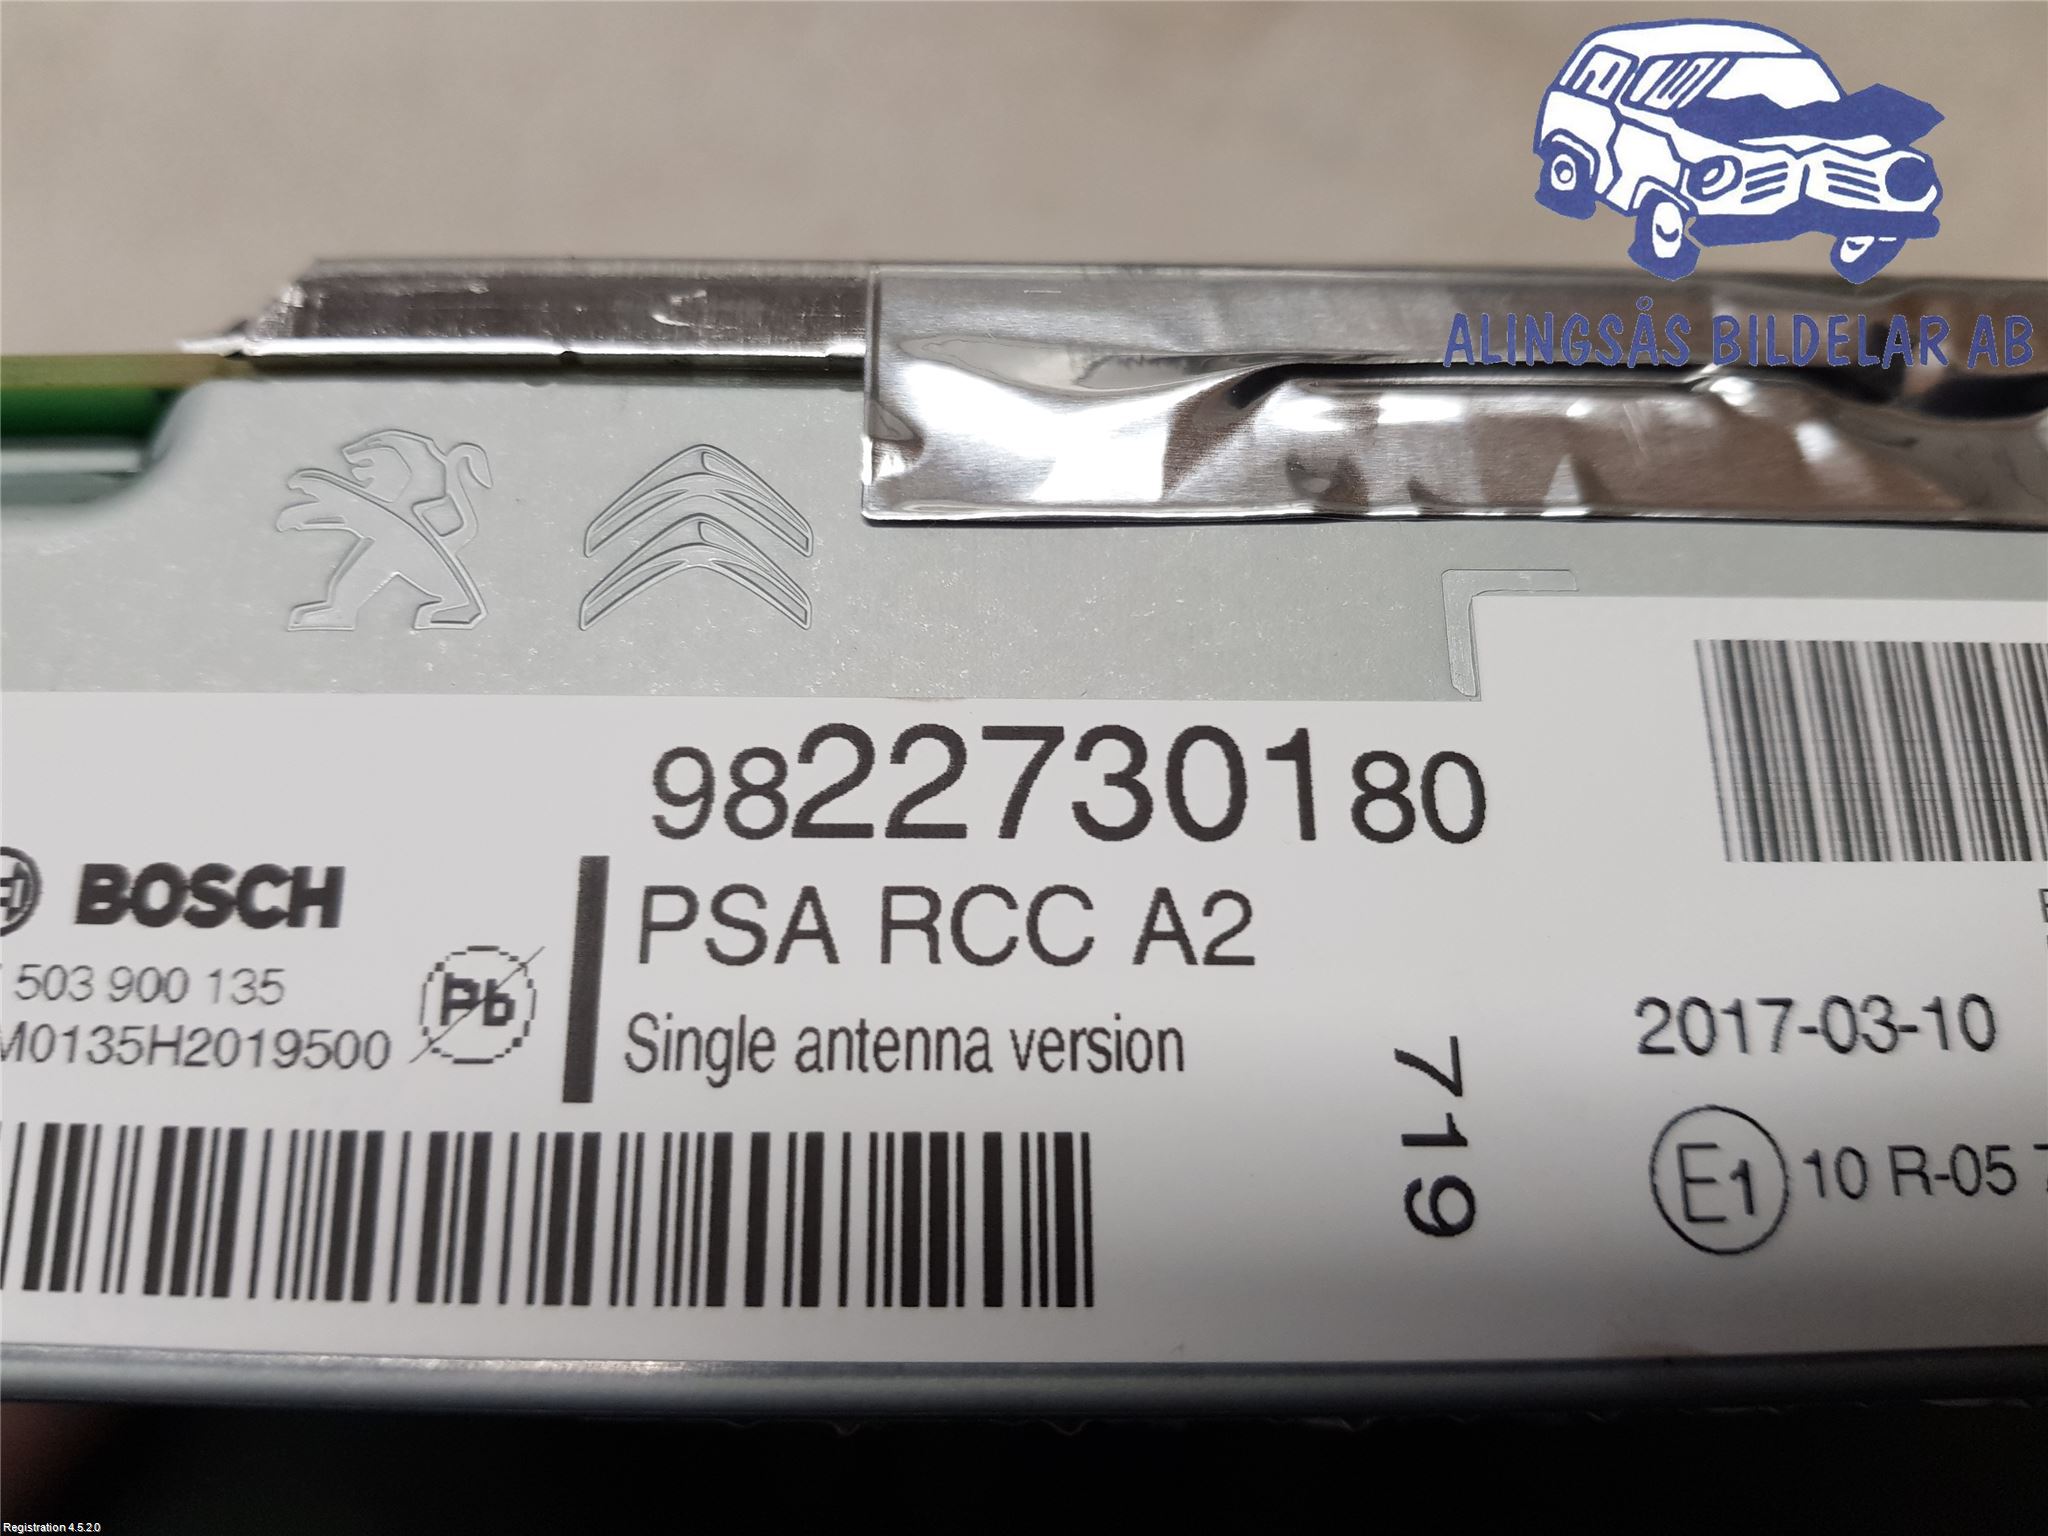 ALINGSÅS BILDELAR AB
9822730180
BOSCH
PSA RCC A2
503 900 135
Pb
M0135H2019500
Single antenna version
719
2017-03-10
E1
10 R-05
Registration 4.5.2.0